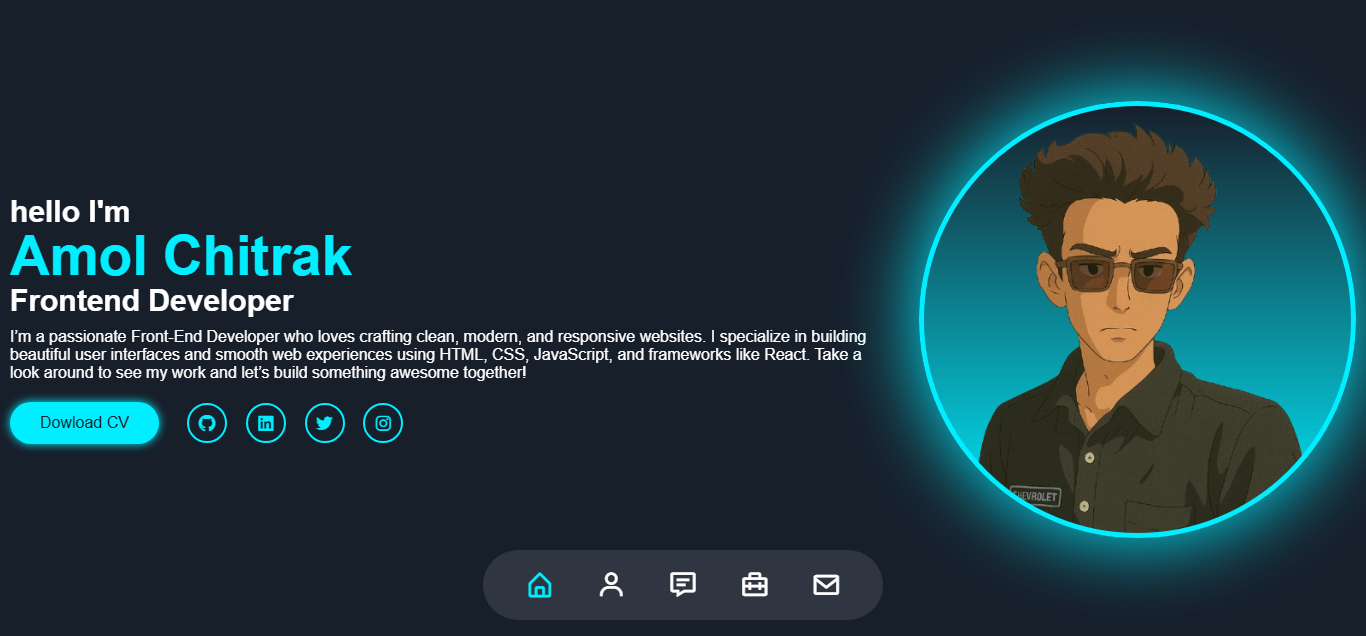 hello I'm
Amol Chitrak
Frontend Developer
I’m a passionate Front-End Developer who loves crafting clean, modern, and responsive websites. I specialize in building
beautiful user interfaces and smooth web experiences using HTML, CSS, JavaScript, and frameworks like React. Take a
look around to see my work and let’s build something awesome together!
Dowload CV
CHEVROLET